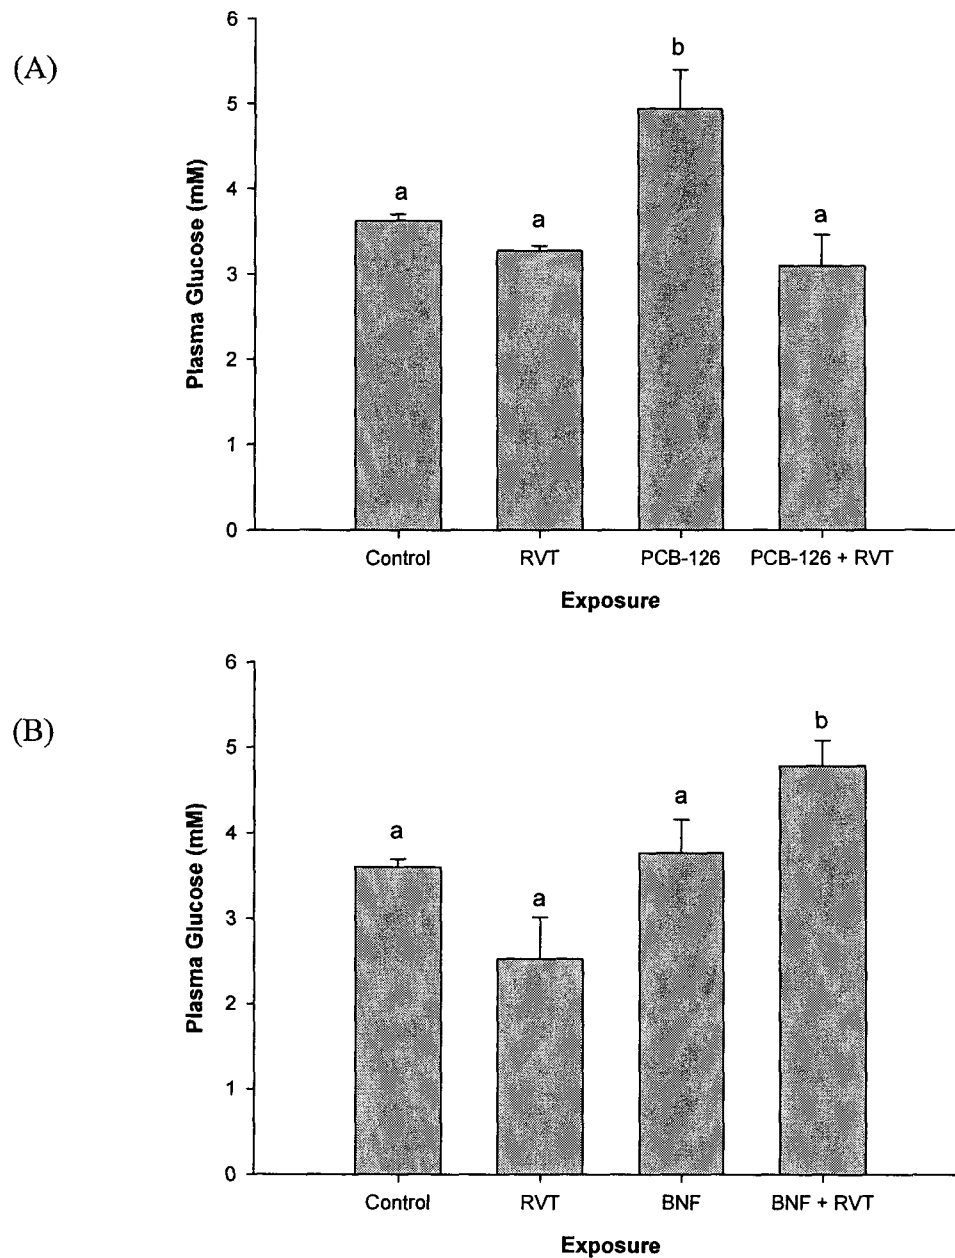 (A)
6
5
4
3
2
1
0
Plasma Glucose (mM)
a
a
b
a
Control RVT PCB-126 PCB-126 + RVT
Exposure
(B)
6
5
4
3
2
1
0
Plasma Glucose (mM)
a
a
a
b
Control RVT BNF BNF + RVT
Exposure